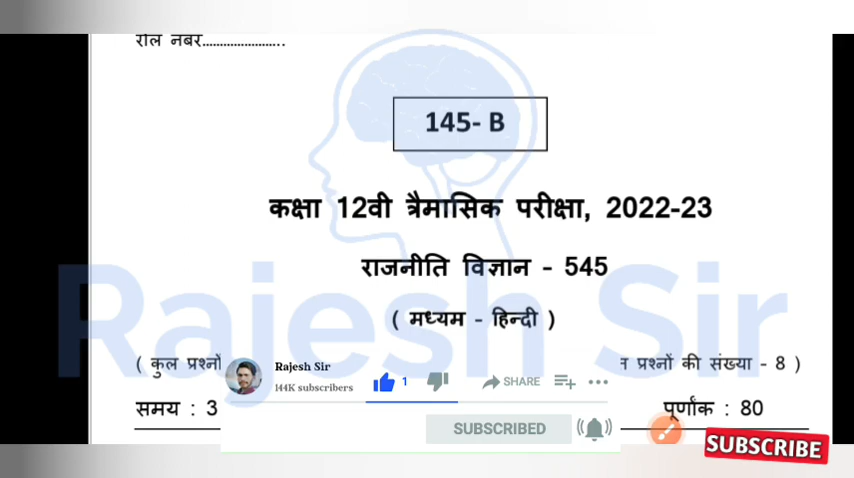 रोल नंबर........................
145- B
कक्षा 12वी त्रैमासिक परीक्षा, 2022-23
राजनीति विज्ञान - 545
( माध्यम - हिन्दी )
Rajesh Sir
( कुल प्रश्नों
प्रश्नों की संख्या - 8 )
Rajesh Sir
144K subscribers
1
SHARE
समय : 3
पूर्णांक : 80
SUBSCRIBED
SUBSCRIBE